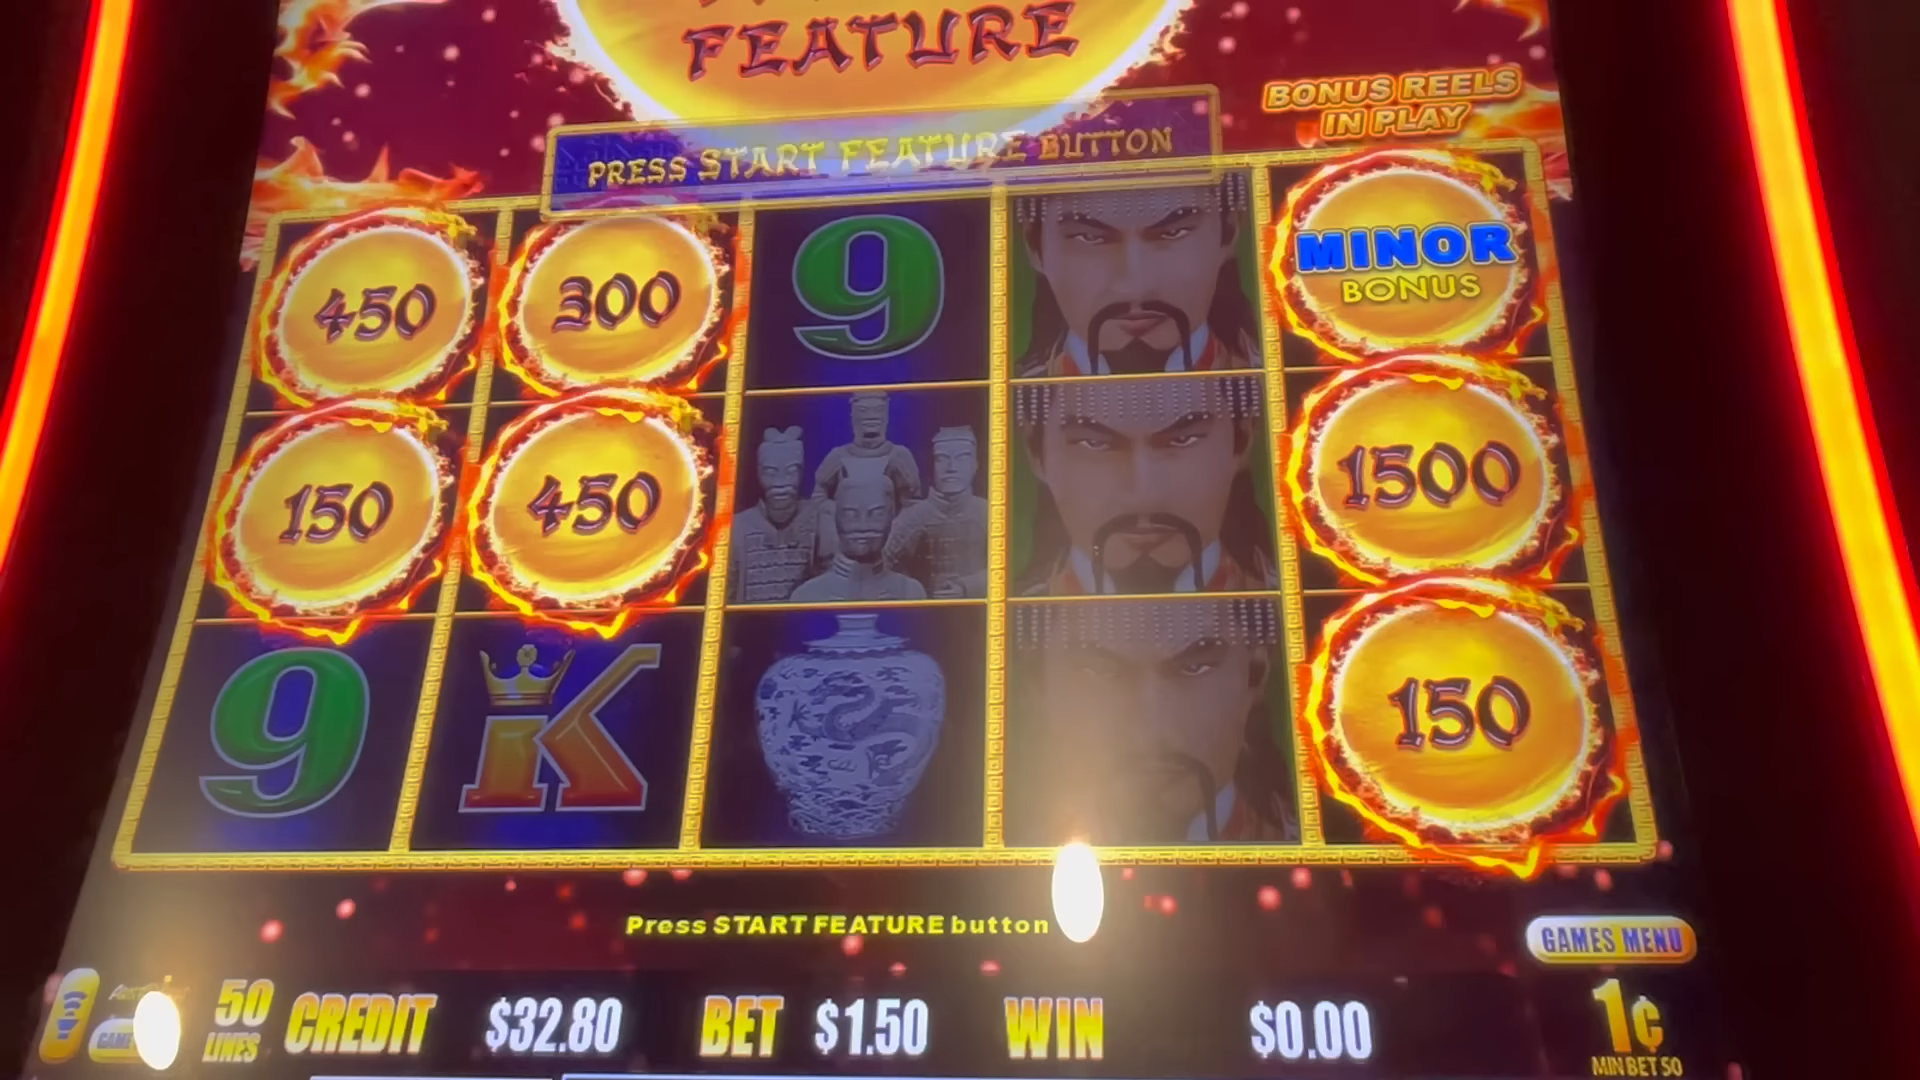 FEATURE
BONUS REELS
IN PLAY
PRESS START FEATURE BUTTON
450
300
9
MINOR
BONUS
150
450
1500
9
K
150
Press START FEATURE button
GAMES MENU
50
LINES
CREDIT $32.80 BET $1.50 WIN $0.00
1¢
MIN BET 50
GAME